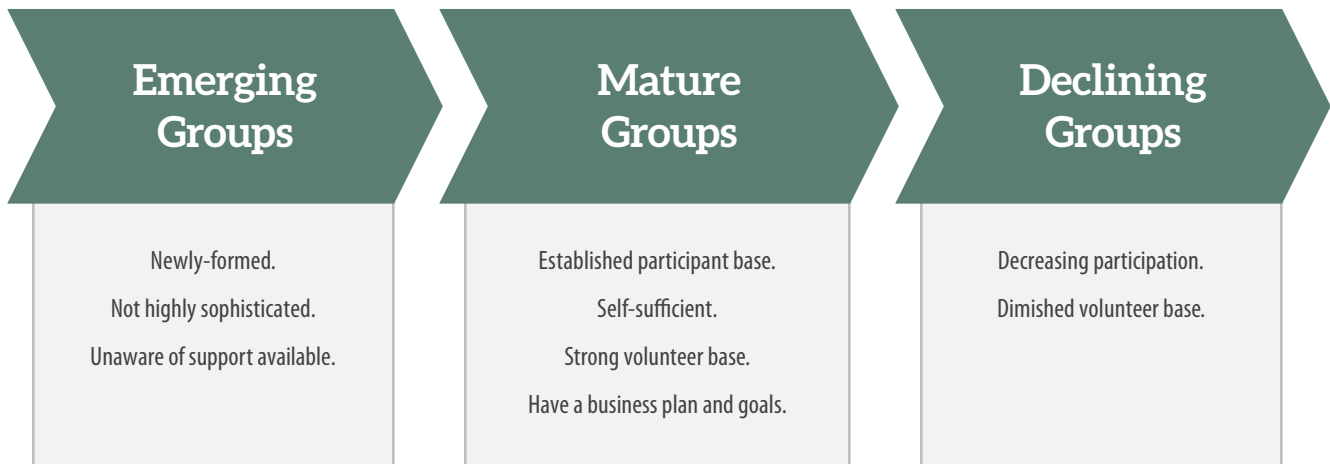 Emerging
Groups
Newly-formed.
Not highly sophisticated.
Unaware of support available.
Mature
Groups
Established participant base.
Self-sufficient.
Strong volunteer base.
Have a business plan and goals.
Declining
Groups
Decreasing participation.
Dimished volunteer base.